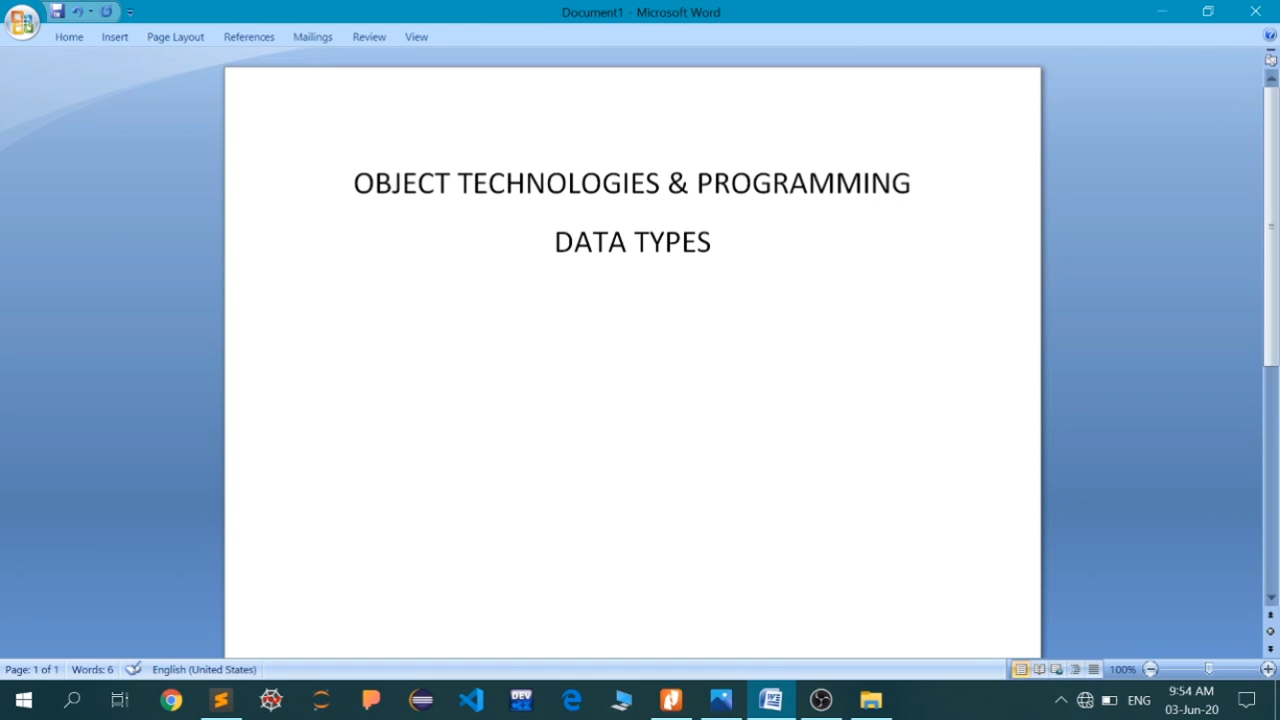 Document1 - Microsoft Word
Home Insert Page Layout References Mailings Review View
OBJECT TECHNOLOGIES & PROGRAMMING
DATA TYPES
Page: 1 of 1 Words: 6 English (United States) 100%
DEV
ENG
9:54 AM
03-Jun-20